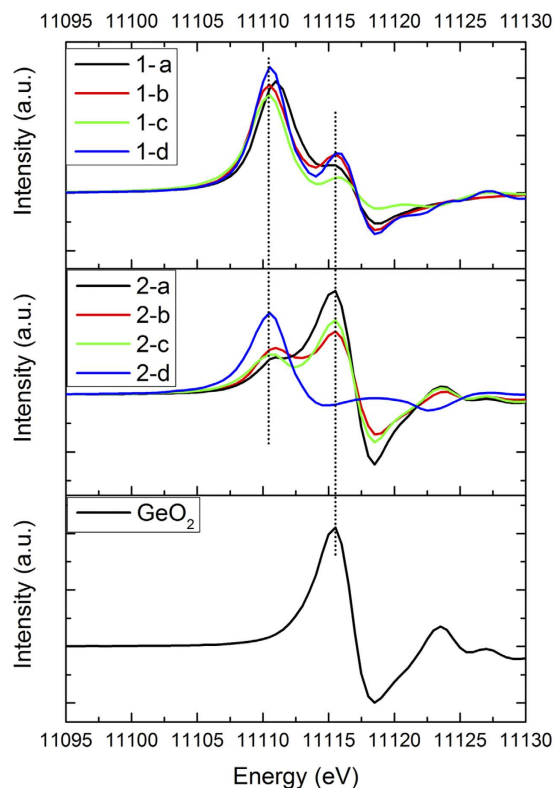 11095 11100 11105 11110 11115 11120 11125 11130
Intensity (a.u.)
1-a
1-b
1-c
1-d
Intensity (a.u.)
2-a
2-b
2-c
2-d
Intensity (a.u.)
GeO₂
11095 11100 11105 11110 11115 11120 11125 11130
Energy (eV)